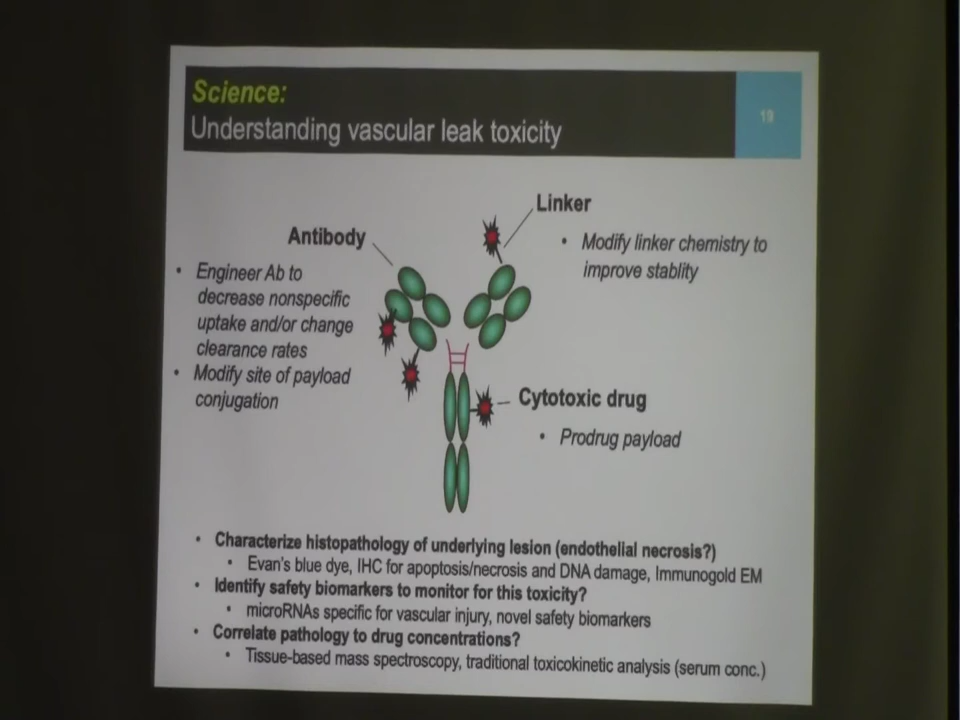 Science:
Understanding vascular leak toxicity
19
Linker
• Modify linker chemistry to
improve stablity
Antibody
• Engineer Ab to
decrease nonspecific
uptake and/or change
clearance rates
• Modify site of payload
conjugation
Cytotoxic drug
• Prodrug payload
• Characterize histopathology of underlying lesion (endothelial necrosis?)
• Evan's blue dye, IHC for apoptosis/necrosis and DNA damage, Immunogold EM
• Identify safety biomarkers to monitor for this toxicity?
• microRNAs specific for vascular injury, novel safety biomarkers
• Correlate pathology to drug concentrations?
• Tissue-based mass spectroscopy, traditional toxicokinetic analysis (serum conc.)